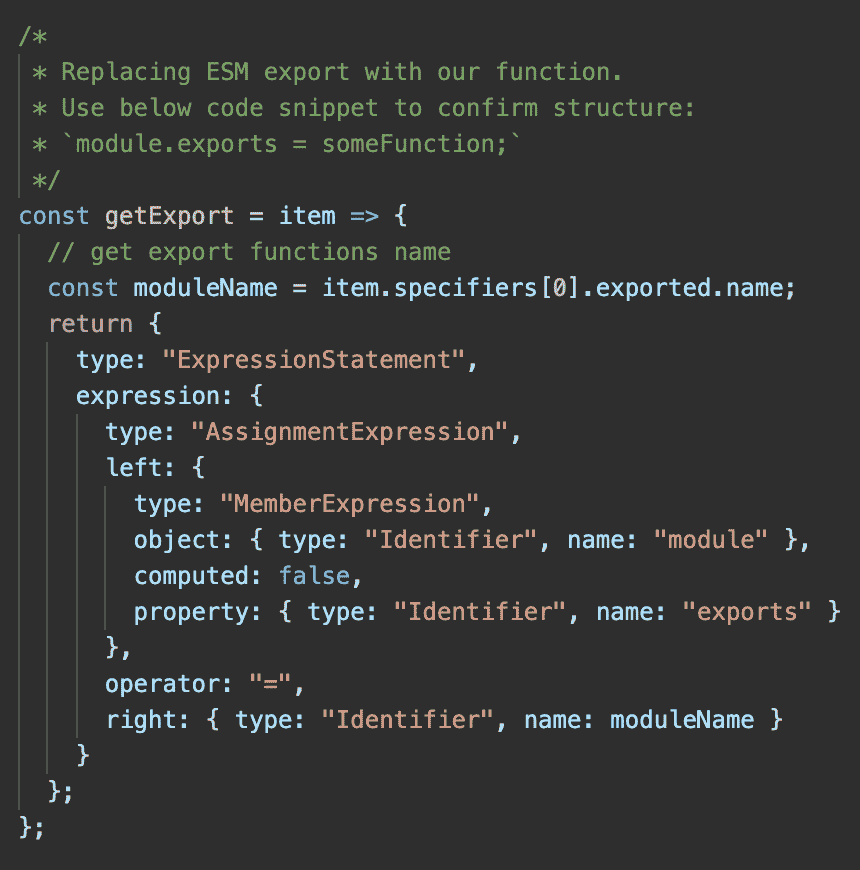 /*
 * Replacing ESM export with our function.
 * Use below code snippet to confirm structure:
 * `module.exports = someFunction;`
 */
const getExport = item => {
  // get export functions name
  const moduleName = item.specifiers[0].exported.name;
  return {
    type: "ExpressionStatement",
    expression: {
      type: "AssignmentExpression",
      left: {
        type: "MemberExpression",
        object: { type: "Identifier", name: "module" },
        computed: false,
        property: { type: "Identifier", name: "exports" }
      },
      operator: "=",
      right: { type: "Identifier", name: moduleName }
    }
  };
};